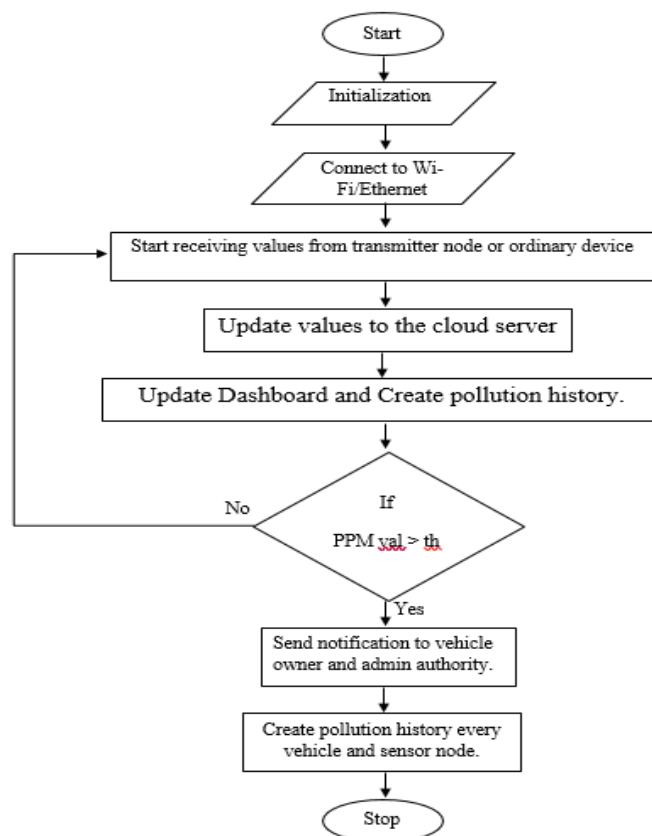 Start
Initialization
Connect to Wi-
Fi/Ethernet
Start receiving values from transmitter node or ordinary device
Update values to the cloud server
Update Dashboard and Create pollution history.
No
If
PPM val > th
Yes
Send notification to vehicle
owner and admin authority.
Create pollution history every
vehicle and sensor node.
Stop